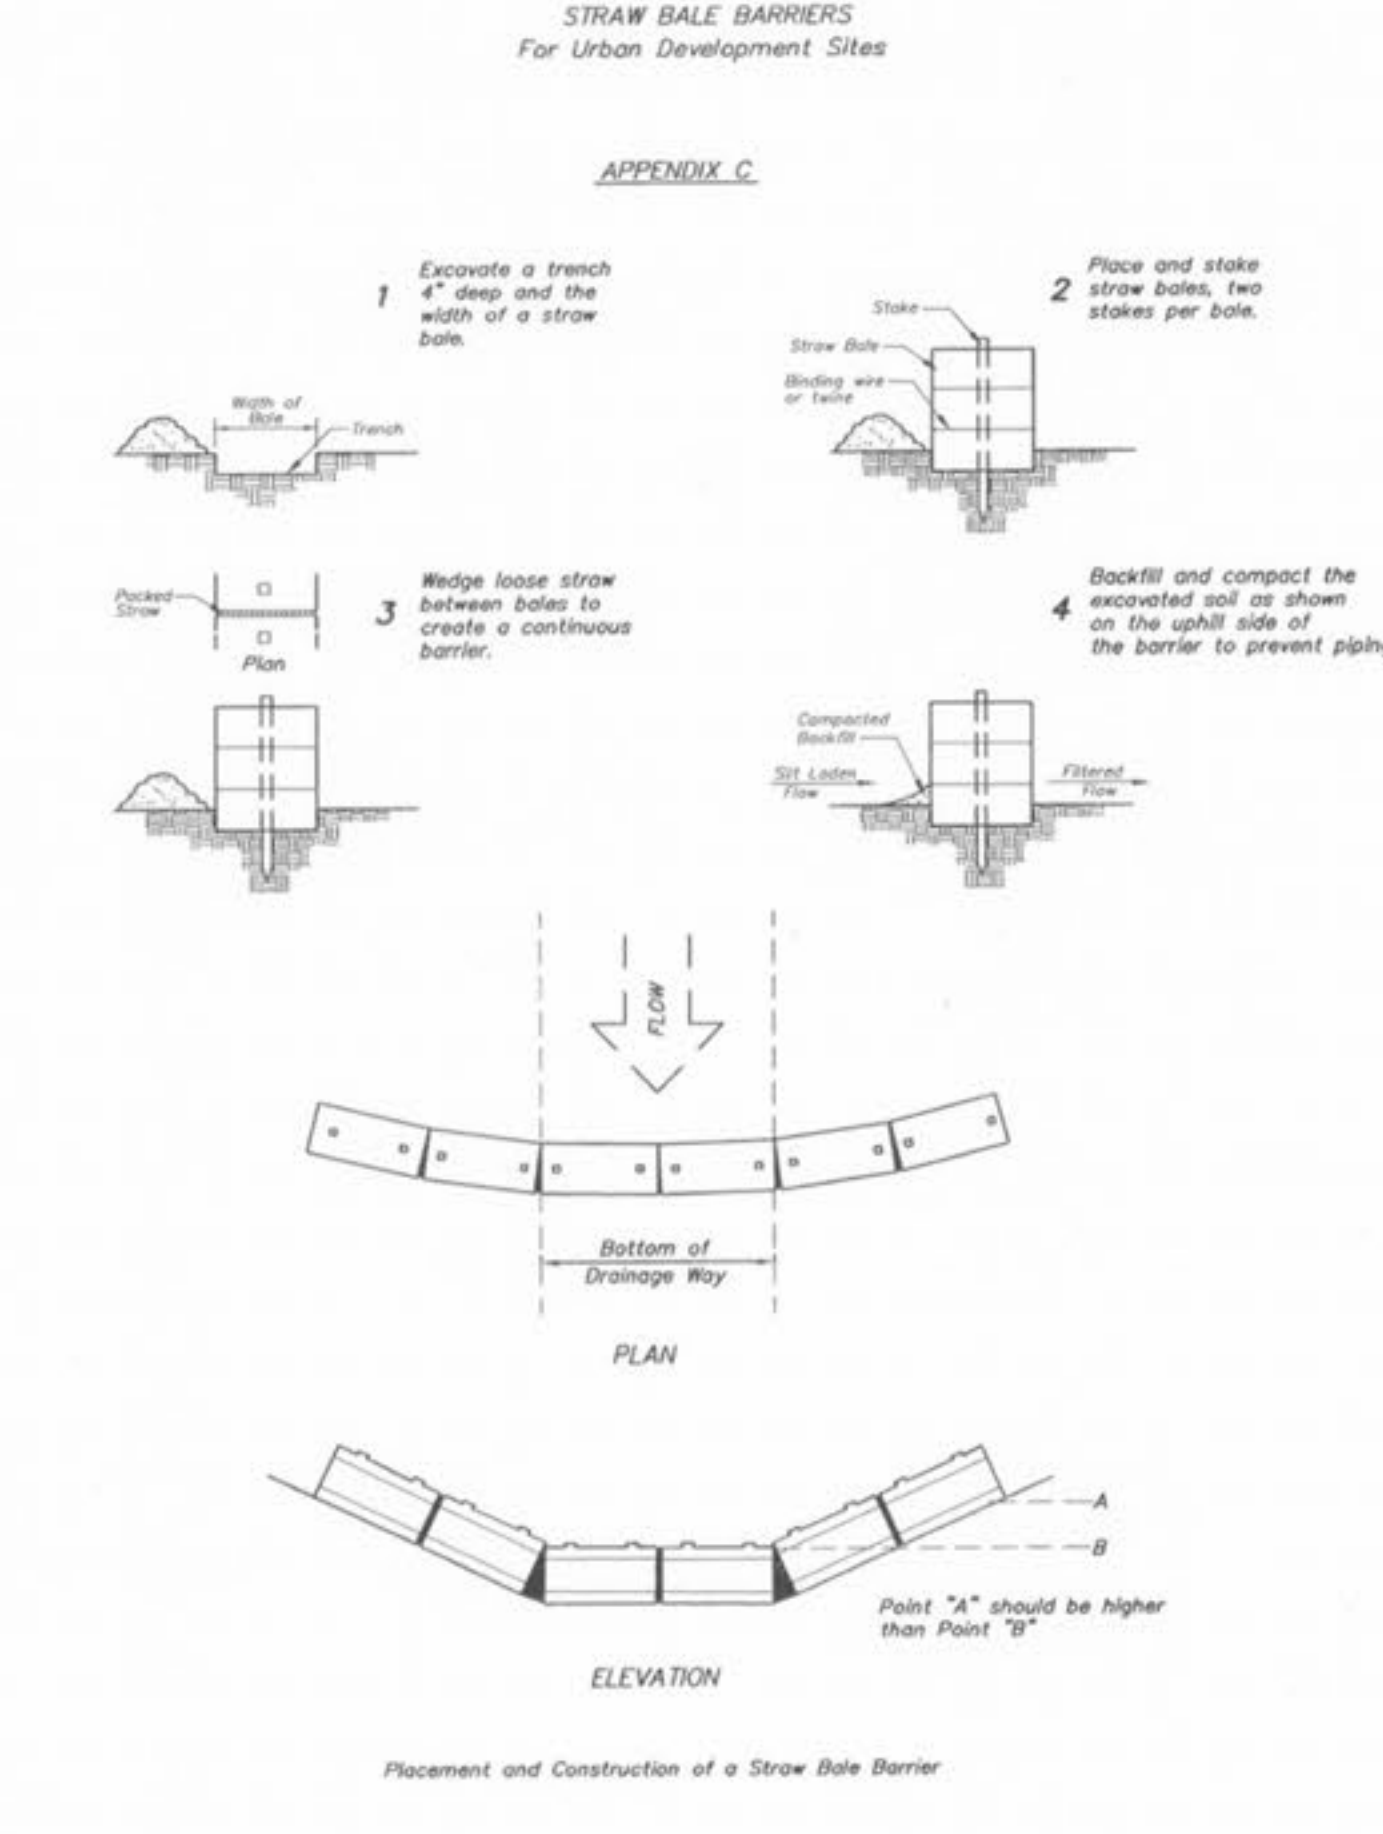 STRAW BALE BARRIERS
For Urban Development Sites
APPENDIX C
1
Excavate a trench
4" deep and the
width of a straw
bale.
Width of
Bale
Trench
2
Place and stake
straw bales, two
stakes per bale.
Stake
Straw Bale
Binding wire
or twine
Packed
Straw
Plan
3
Wedge loose straw
between bales to
create a continuous
barrier.
4
Backfill and compact the
excavated soil as shown
on the uphill side of
the barrier to prevent piping
Compacted
Backfill
Silt Laden
Flow
Filtered
Flow
FLOW
Bottom of
Drainage Way
PLAN
A
B
Point "A" should be higher
than Point "B"
ELEVATION
Placement and Construction of a Straw Bale Barrier